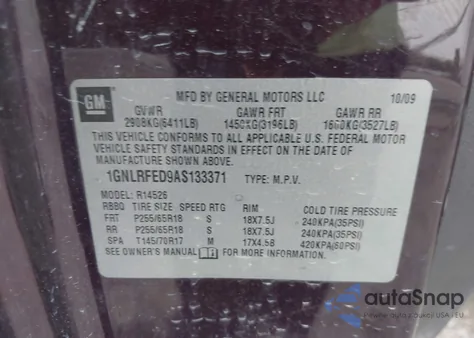 GM
MFD BY GENERAL MOTORS LLC 10/09
GVWR GAWR FRT GAWR RR
2908KG(6411LB) 1450KG(3196LB) 1600KG(3527LB)
THIS VEHICLE CONFORMS TO ALL APPLICABLE U.S. FEDERAL MOTOR
VEHICLE SAFETY STANDARDS IN EFFECT ON THE DATE OF
MANUFACTURE SHOWN ABOVE.
1GNLRFED9AS133371 TYPE: M.P.V.
MODEL: R14526
RBBO TIRE SIZE SPEED RTG RIM COLD TIRE PRESSURE
FRT P255/65R18 S 18X7.5J 240KPA(35PSI)
RR P255/65R18 S 18X7.5J 240KPA(35PSI)
SPA T145/70R17 M 17X4.5B 420KPA(60PSI)
SEE OWNER'S MANUAL FOR MORE INFORMATION
autoSnap